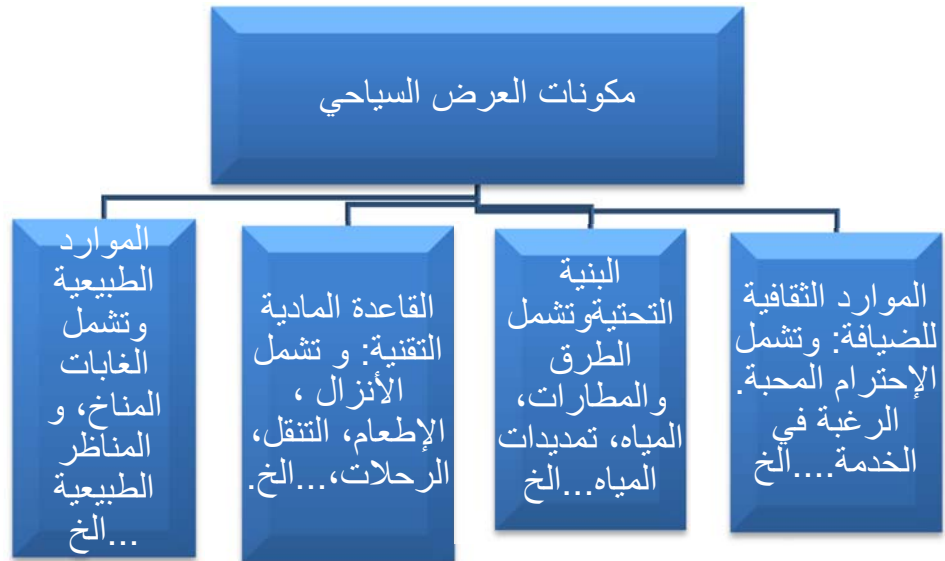 مكونات العرض السياحي
الموارد الثقافية
للضيافة: وتشمل
الإحترام المحبة.
الرغبة في
الخدمة....الخ
البنية
التحتيةوتشمل
الطرق
والمطارات،
المياه، تمديدات
المياه...الخ
القاعدة المادية
التقنية: و تشمل
الأنزال ،
الإطعام، التنقل،
الرحلات،...الخ.
الموارد
الطبيعية
وتشمل
الغابات
المناخ، و
المناظر
الطبيعية
...الخ